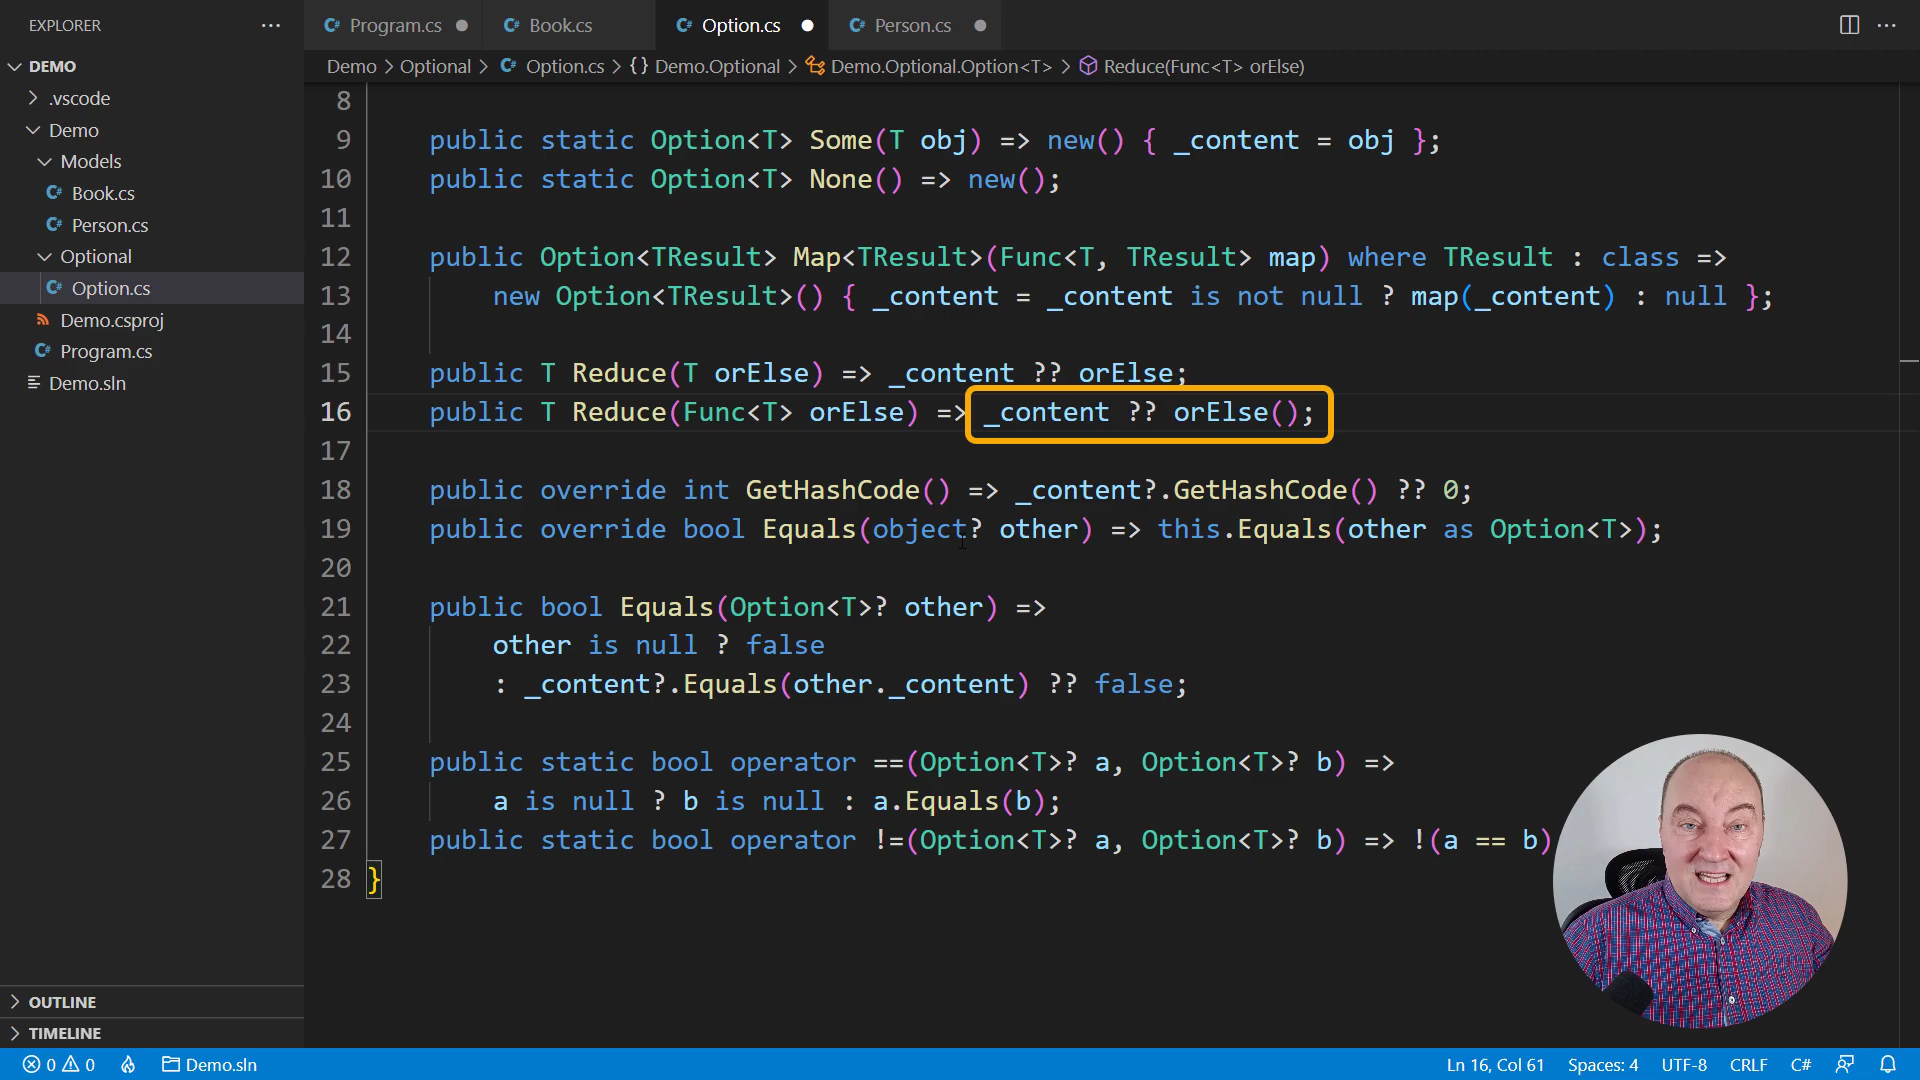 EXPLORER
Program.cs
Book.cs
Option.cs
Person.cs
DEMO
Demo > Optional > Option.cs > {} Demo.Optional > Demo.Optional.Option<T> > Reduce(Func<T> orElse)
.vscode
Demo
Models
Book.cs
Person.cs
Optional
Option.cs
Demo.csproj
Program.cs
Demo.sln
8
9 public static Option<T> Some(T obj) => new() { _content = obj };
10 public static Option<T> None() => new();
11
12 public Option<TResult> Map<TResult>(Func<T, TResult> map) where TResult : class =>
13 new Option<TResult>() { _content = _content is not null ? map(_content) : null };
14
15 public T Reduce(T orElse) => _content ?? orElse;
16 public T Reduce(Func<T> orElse) => _content ?? orElse();
17
18 public override int GetHashCode() => _content?.GetHashCode() ?? 0;
19 public override bool Equals(object? other) => this.Equals(other as Option<T>);
20
21 public bool Equals(Option<T>? other) =>
22 other is null ? false
23 : _content?.Equals(other._content) ?? false;
24
25 public static bool operator ==(Option<T>? a, Option<T>? b) =>
26 a is null ? b is null : a.Equals(b);
27 public static bool operator !=(Option<T>? a, Option<T>? b) => !(a == b)
28 }
OUTLINE
TIMELINE
0 0 Demo.sln Ln 16, Col 61 Spaces: 4 UTF-8 CRLF C#